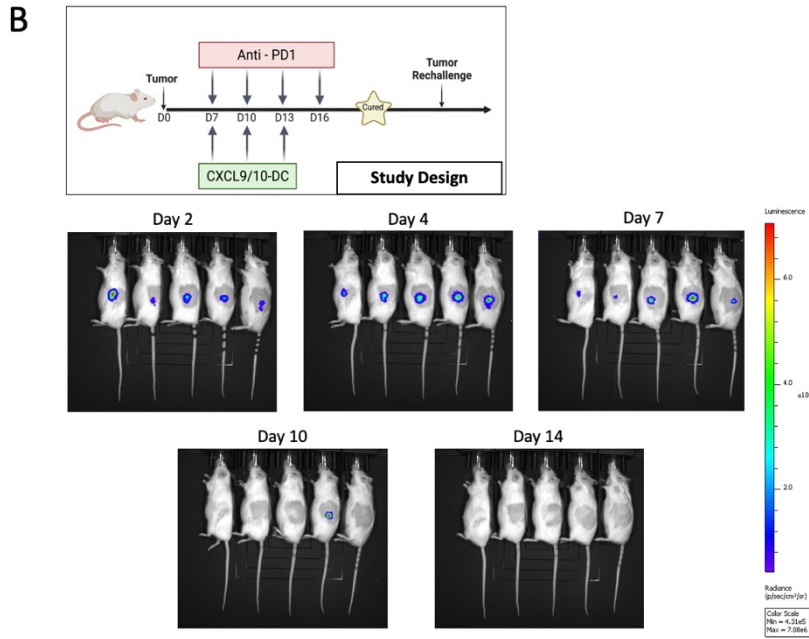 B
Anti - PD1
Tumor
Tumor
Rechallenge
Cured
D0
D7
D10
D13
D16
CXCL9/10-DC
Study Design
Day 2
Day 4
Day 7
Luminescence
6.0
4.0
x10
2.0
Day 10
Day 14
Radiance
(p/sec/cm²/sr)
Color Scale
Min = 4.31e5
Max = 7.08e6